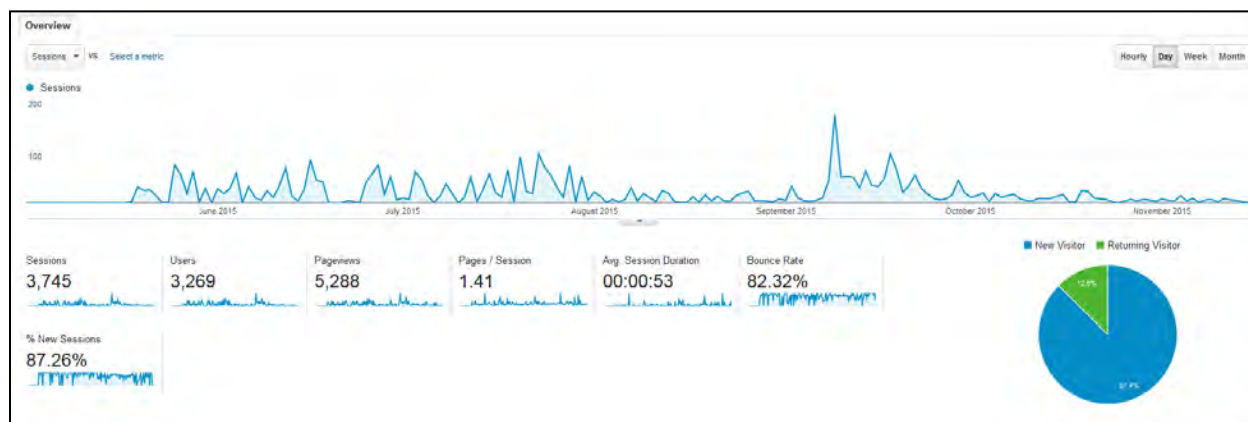 Overview
Sessions vs. Select a metric
Hourly Day Week Month
Sessions
200
100
June 2015 July 2015 August 2015 September 2015 October 2015 November 2015
New Visitor Returning Visitor
Sessions Users Pageviews Pages / Session Avg. Session Duration Bounce Rate
3,745 3,269 5,288 1.41 00:00:53 82.32%
% New Sessions
87.26%